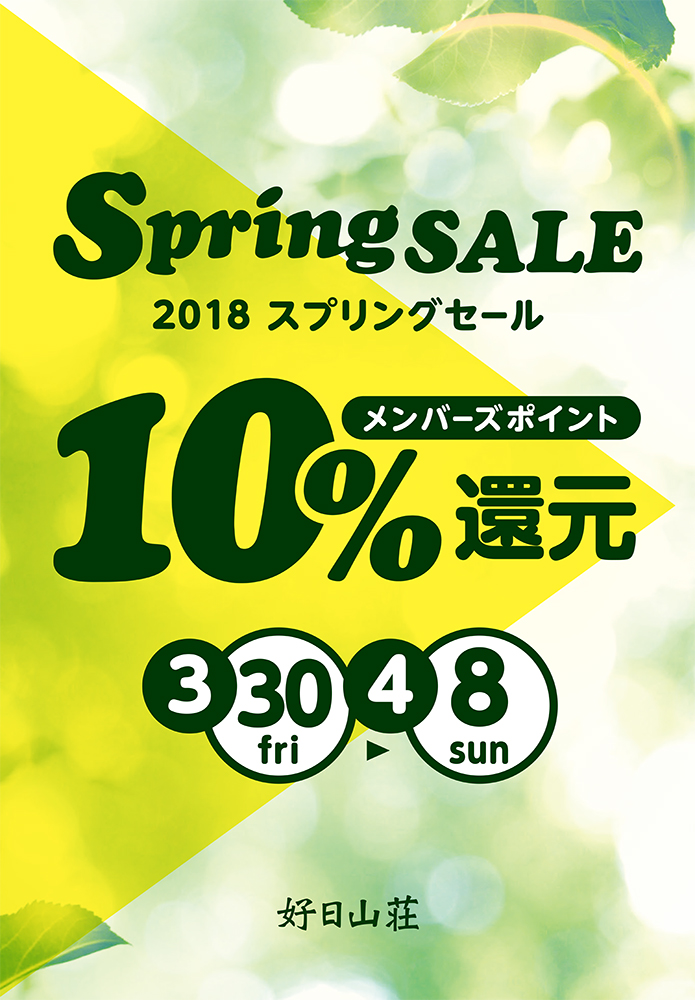 Spring SALE
2018 スプリングセール
メンバーズポイント
10%還元
3 30 4 8
fri ▶ sun
好日山荘